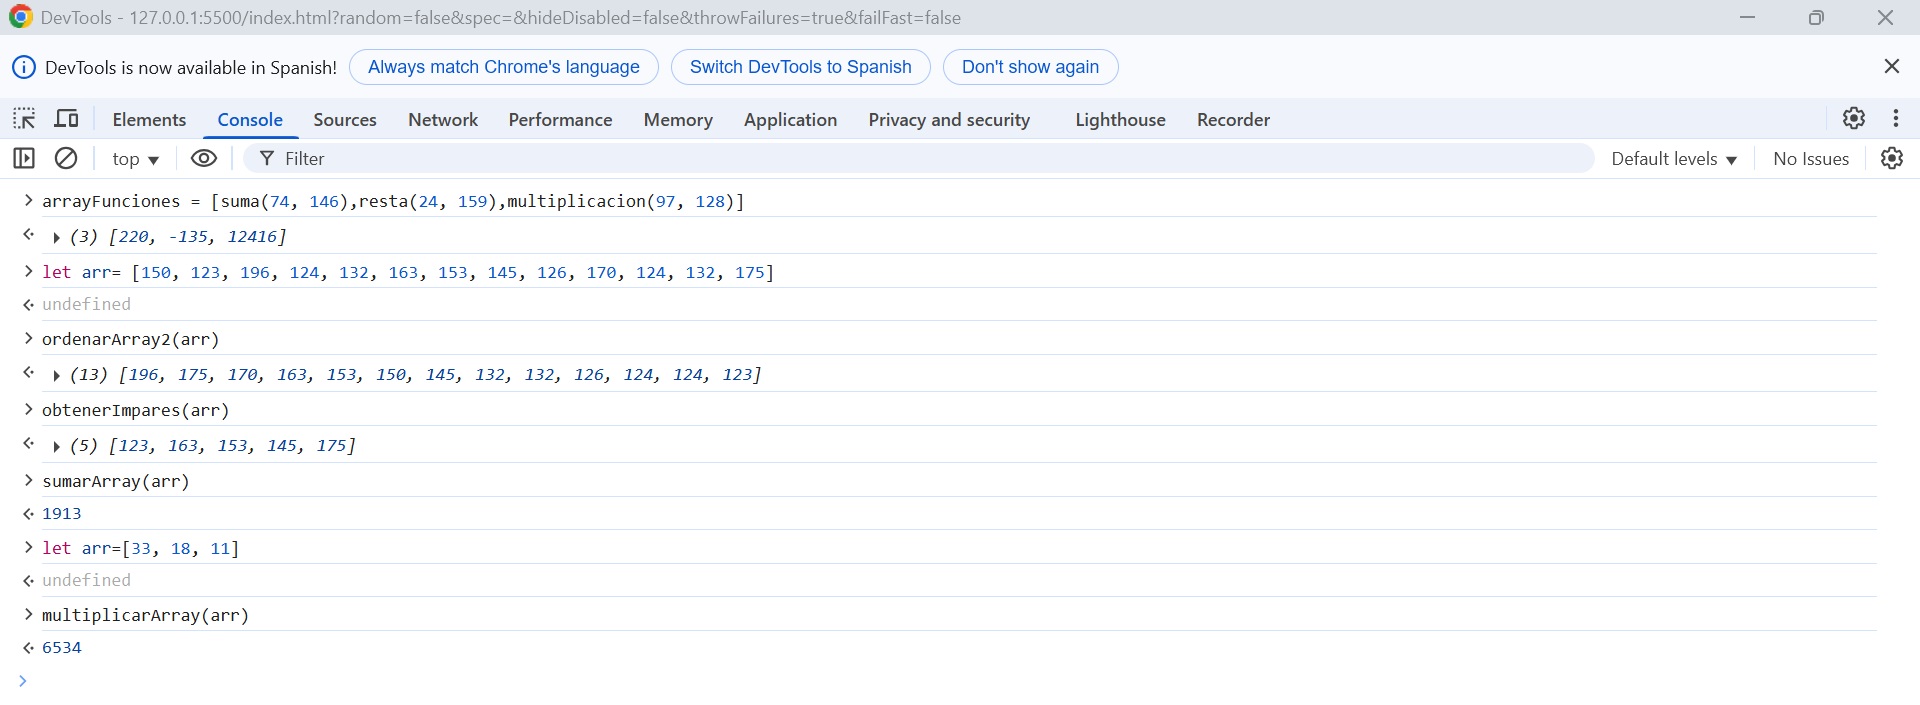 DevTools - 127.0.0.1:5500/index.html?random=false&spec=&hideDisabled=false&throwFailures=true&failFast=false
DevTools is now available in Spanish! Always match Chrome's language Switch DevTools to Spanish Don't show again
Elements Console Sources Network Performance Memory Application Privacy and security Lighthouse Recorder
top Filter Default levels No Issues
> arrayFunciones = [suma(74, 146),resta(24, 159),multiplicacion(97, 128)]
(3) [220, -135, 12416]
> let arr= [150, 123, 196, 124, 132, 163, 153, 145, 126, 170, 124, 132, 175]
undefined
> ordenarArray2(arr)
(13) [196, 175, 170, 163, 153, 150, 145, 132, 132, 126, 124, 124, 123]
> obtenerImpares(arr)
(5) [123, 163, 153, 145, 175]
> sumarArray(arr)
1913
> let arr=[33, 18, 11]
undefined
> multiplicarArray(arr)
6534
>